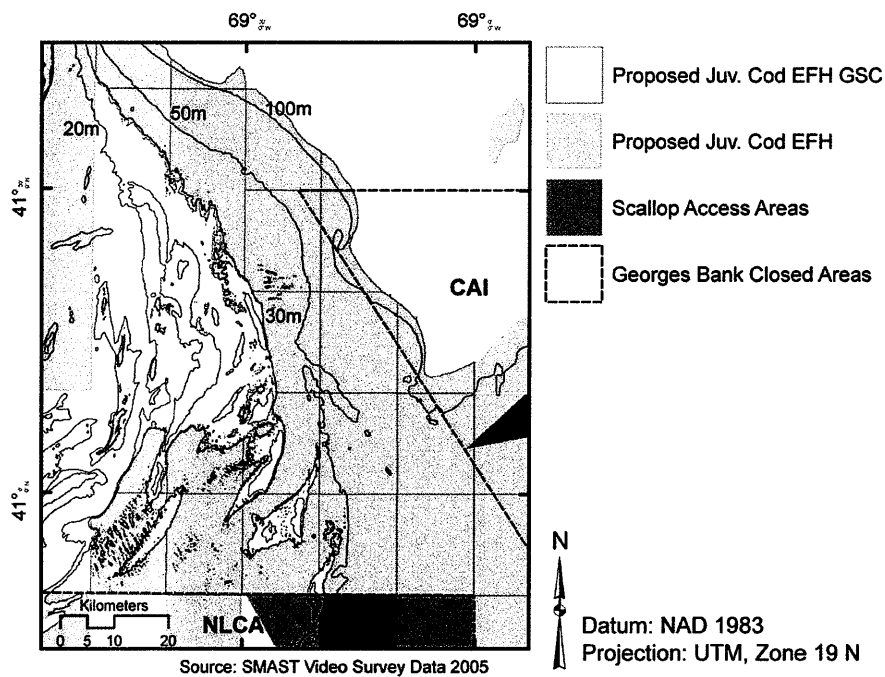 69°
69°
Proposed Juv. Cod EFH GSC
20m
50m
100m
Proposed Juv. Cod EFH
41°
Scallop Access Areas
Georges Bank Closed Areas
CAI
30m
41°
N
Kilometers
NLCA
0 5 10 20
Datum: NAD 1983
Projection: UTM, Zone 19 N
Source: SMAST Video Survey Data 2005